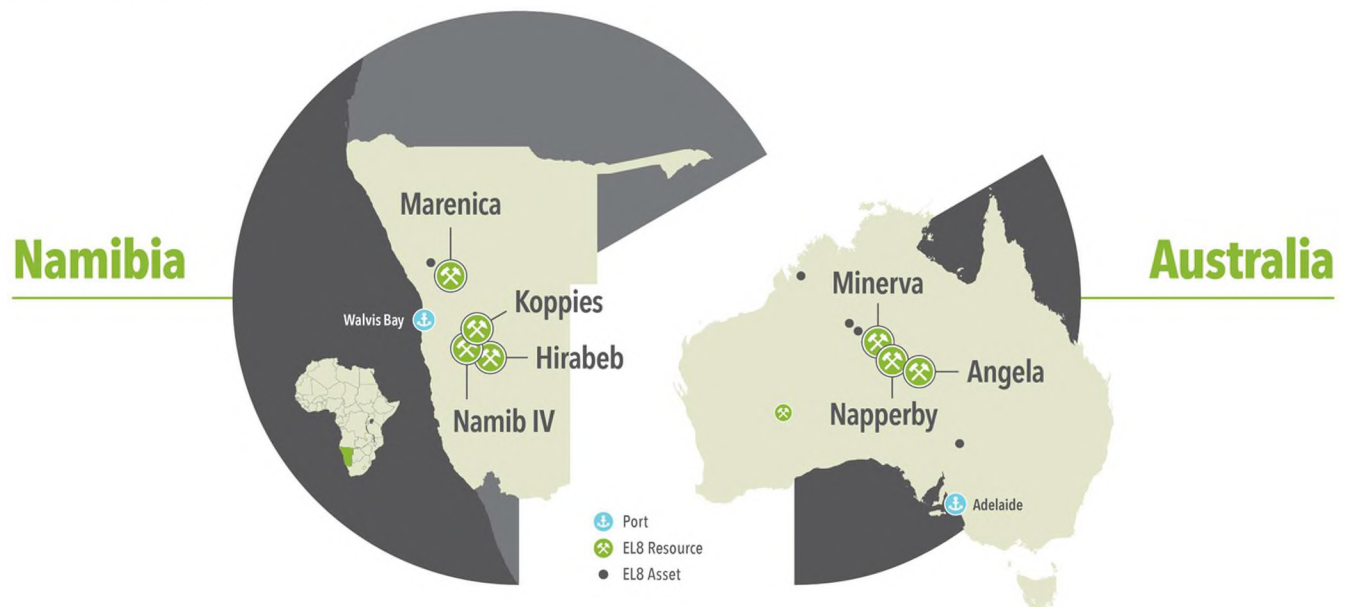 Namibia
Marenica
Koppies
Walvis Bay
Hirabeb
Namib IV
Australia
Minerva
Angela
Napperby
Adelaide
Port
EL8 Resource
EL8 Asset